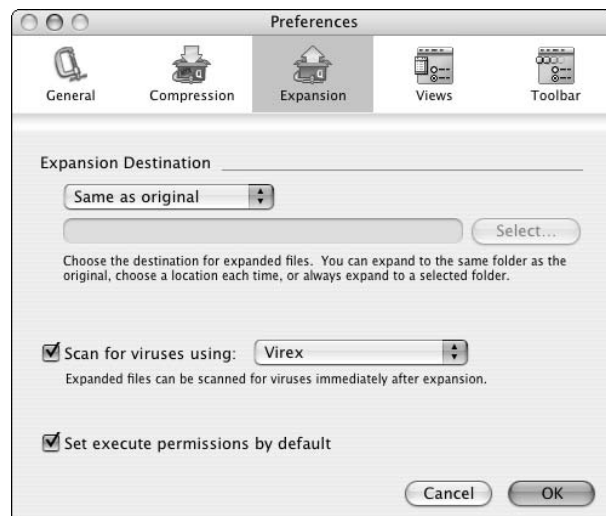 Preferences
General
Compression
Expansion
Views
Toolbar
Expansion Destination
Same as original
Select...
Choose the destination for expanded files.  You can expand to the same folder as the
original, choose a location each time, or always expand to a selected folder.
Scan for viruses using:
Virex
Expanded files can be scanned for viruses immediately after expansion.
Set execute permissions by default
Cancel
OK